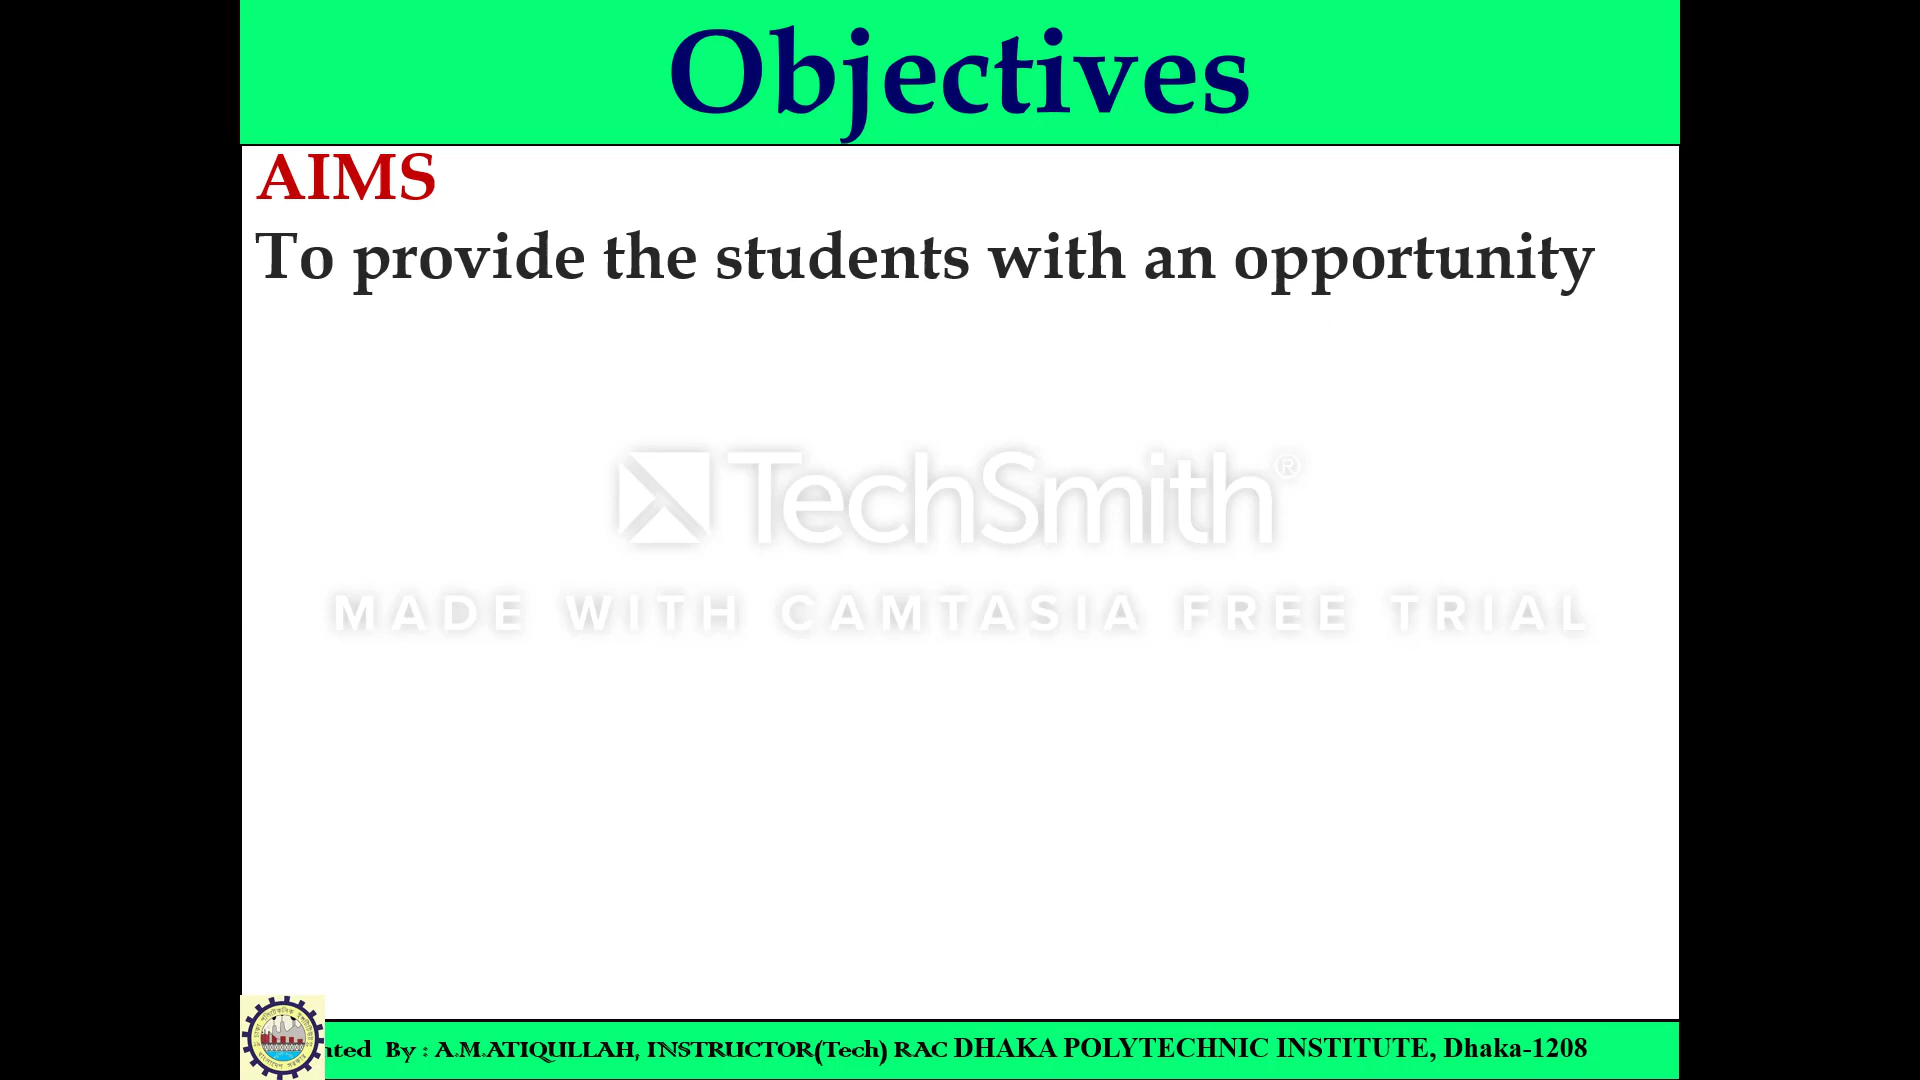 Objectives
AIMS
To provide the students with an opportunity
TechSmith®
MADE WITH CAMTASIA FREE TRIAL
By : A.M.ATIQULLAH, INSTRUCTOR(Tech) RAC DHAKA POLYTECHNIC INSTITUTE, Dhaka-1208